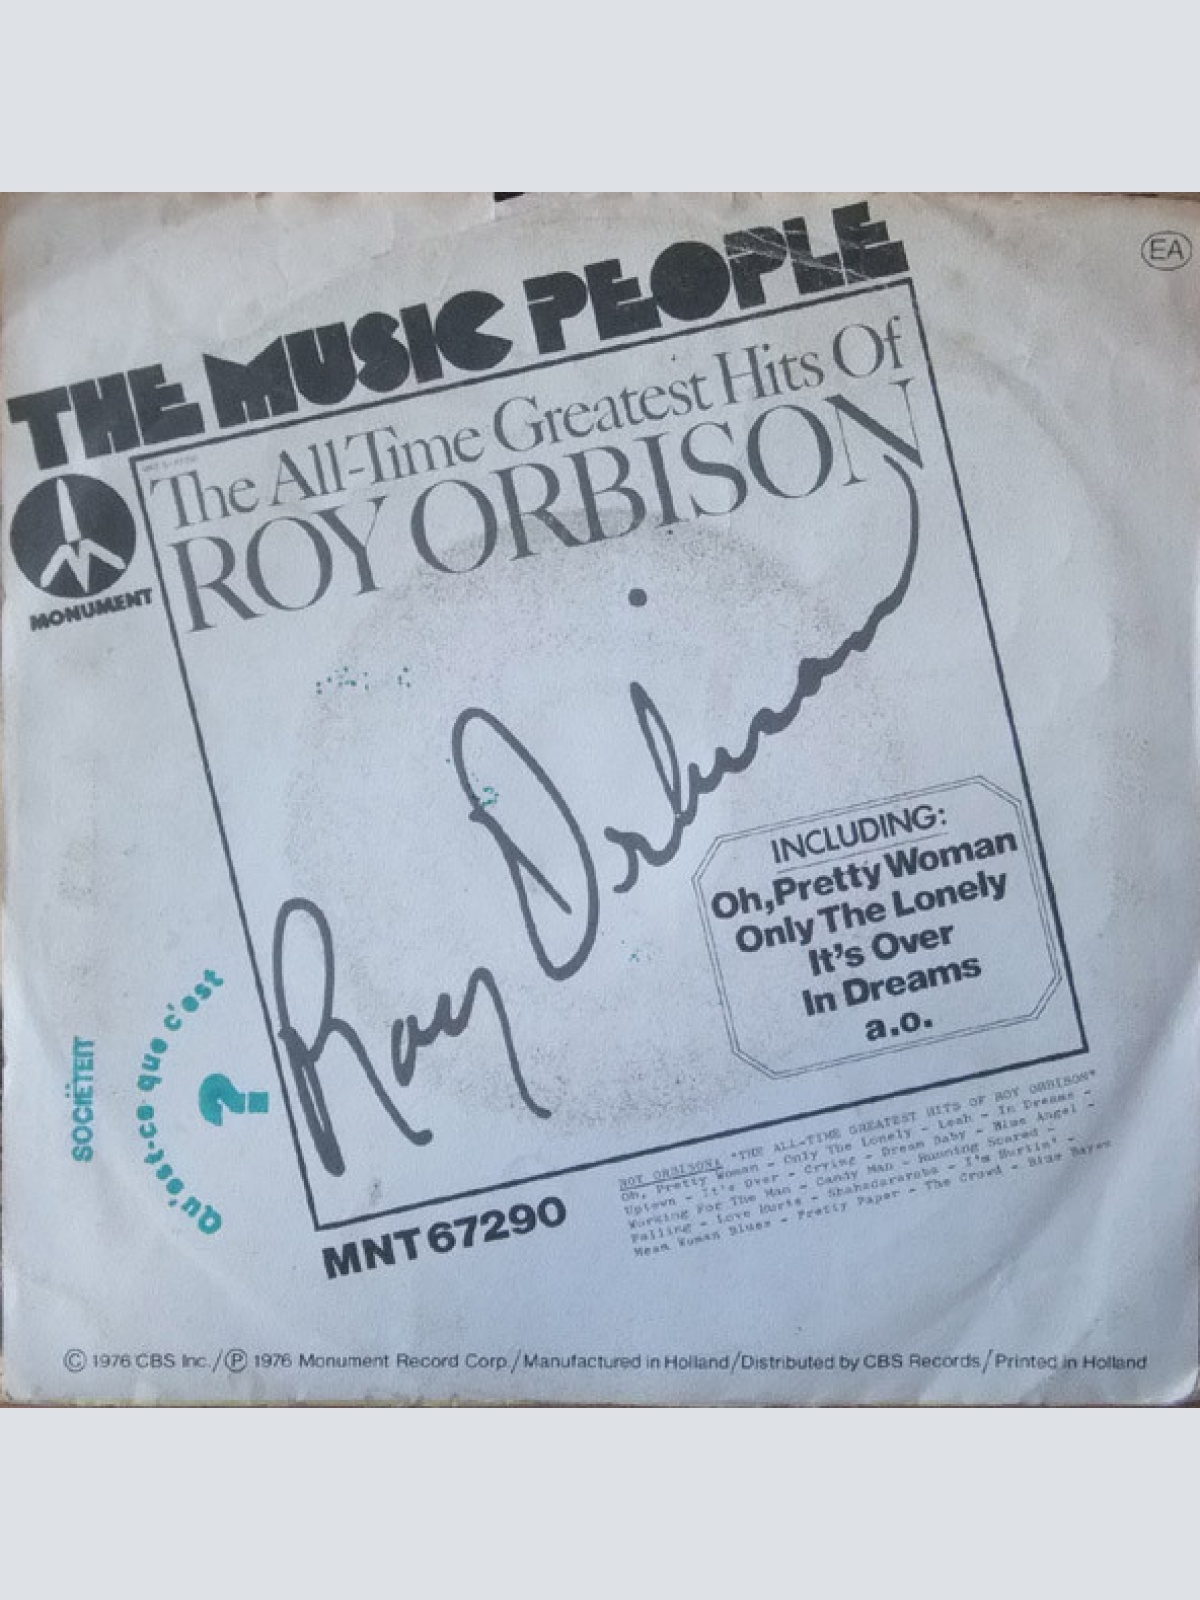 EA
THE MUSIC PEOPLE
The All-Time Greatest Hits Of
ROY ORBISON
MONUMENT
Roy Orbison
INCLUDING:
Oh, Pretty Woman
Only The Lonely
It's Over
In Dreams
a.o.
SOCIËTEIT
Qu'est-ce que c'est
?
MNT 67290
ROY ORBISON "THE ALL-TIME GREATEST HITS OF ROY ORBISON"
Oh, Pretty Woman - Only The Lonely - Leah - In Dreams -
Uptown - It's Over - Crying - Dream Baby - Blue Angel -
Working For The Man - Candy Man - Running Scared -
Falling - Love Hurts - Shahadararoba - I'm Hurtin' -
Mean Woman Blues - Pretty Paper - The Crowd - Blue Bayou
© 1976 CBS Inc./℗ 1976 Monument Record Corp./Manufactured in Holland/Distributed by CBS Records/Printed in Holland